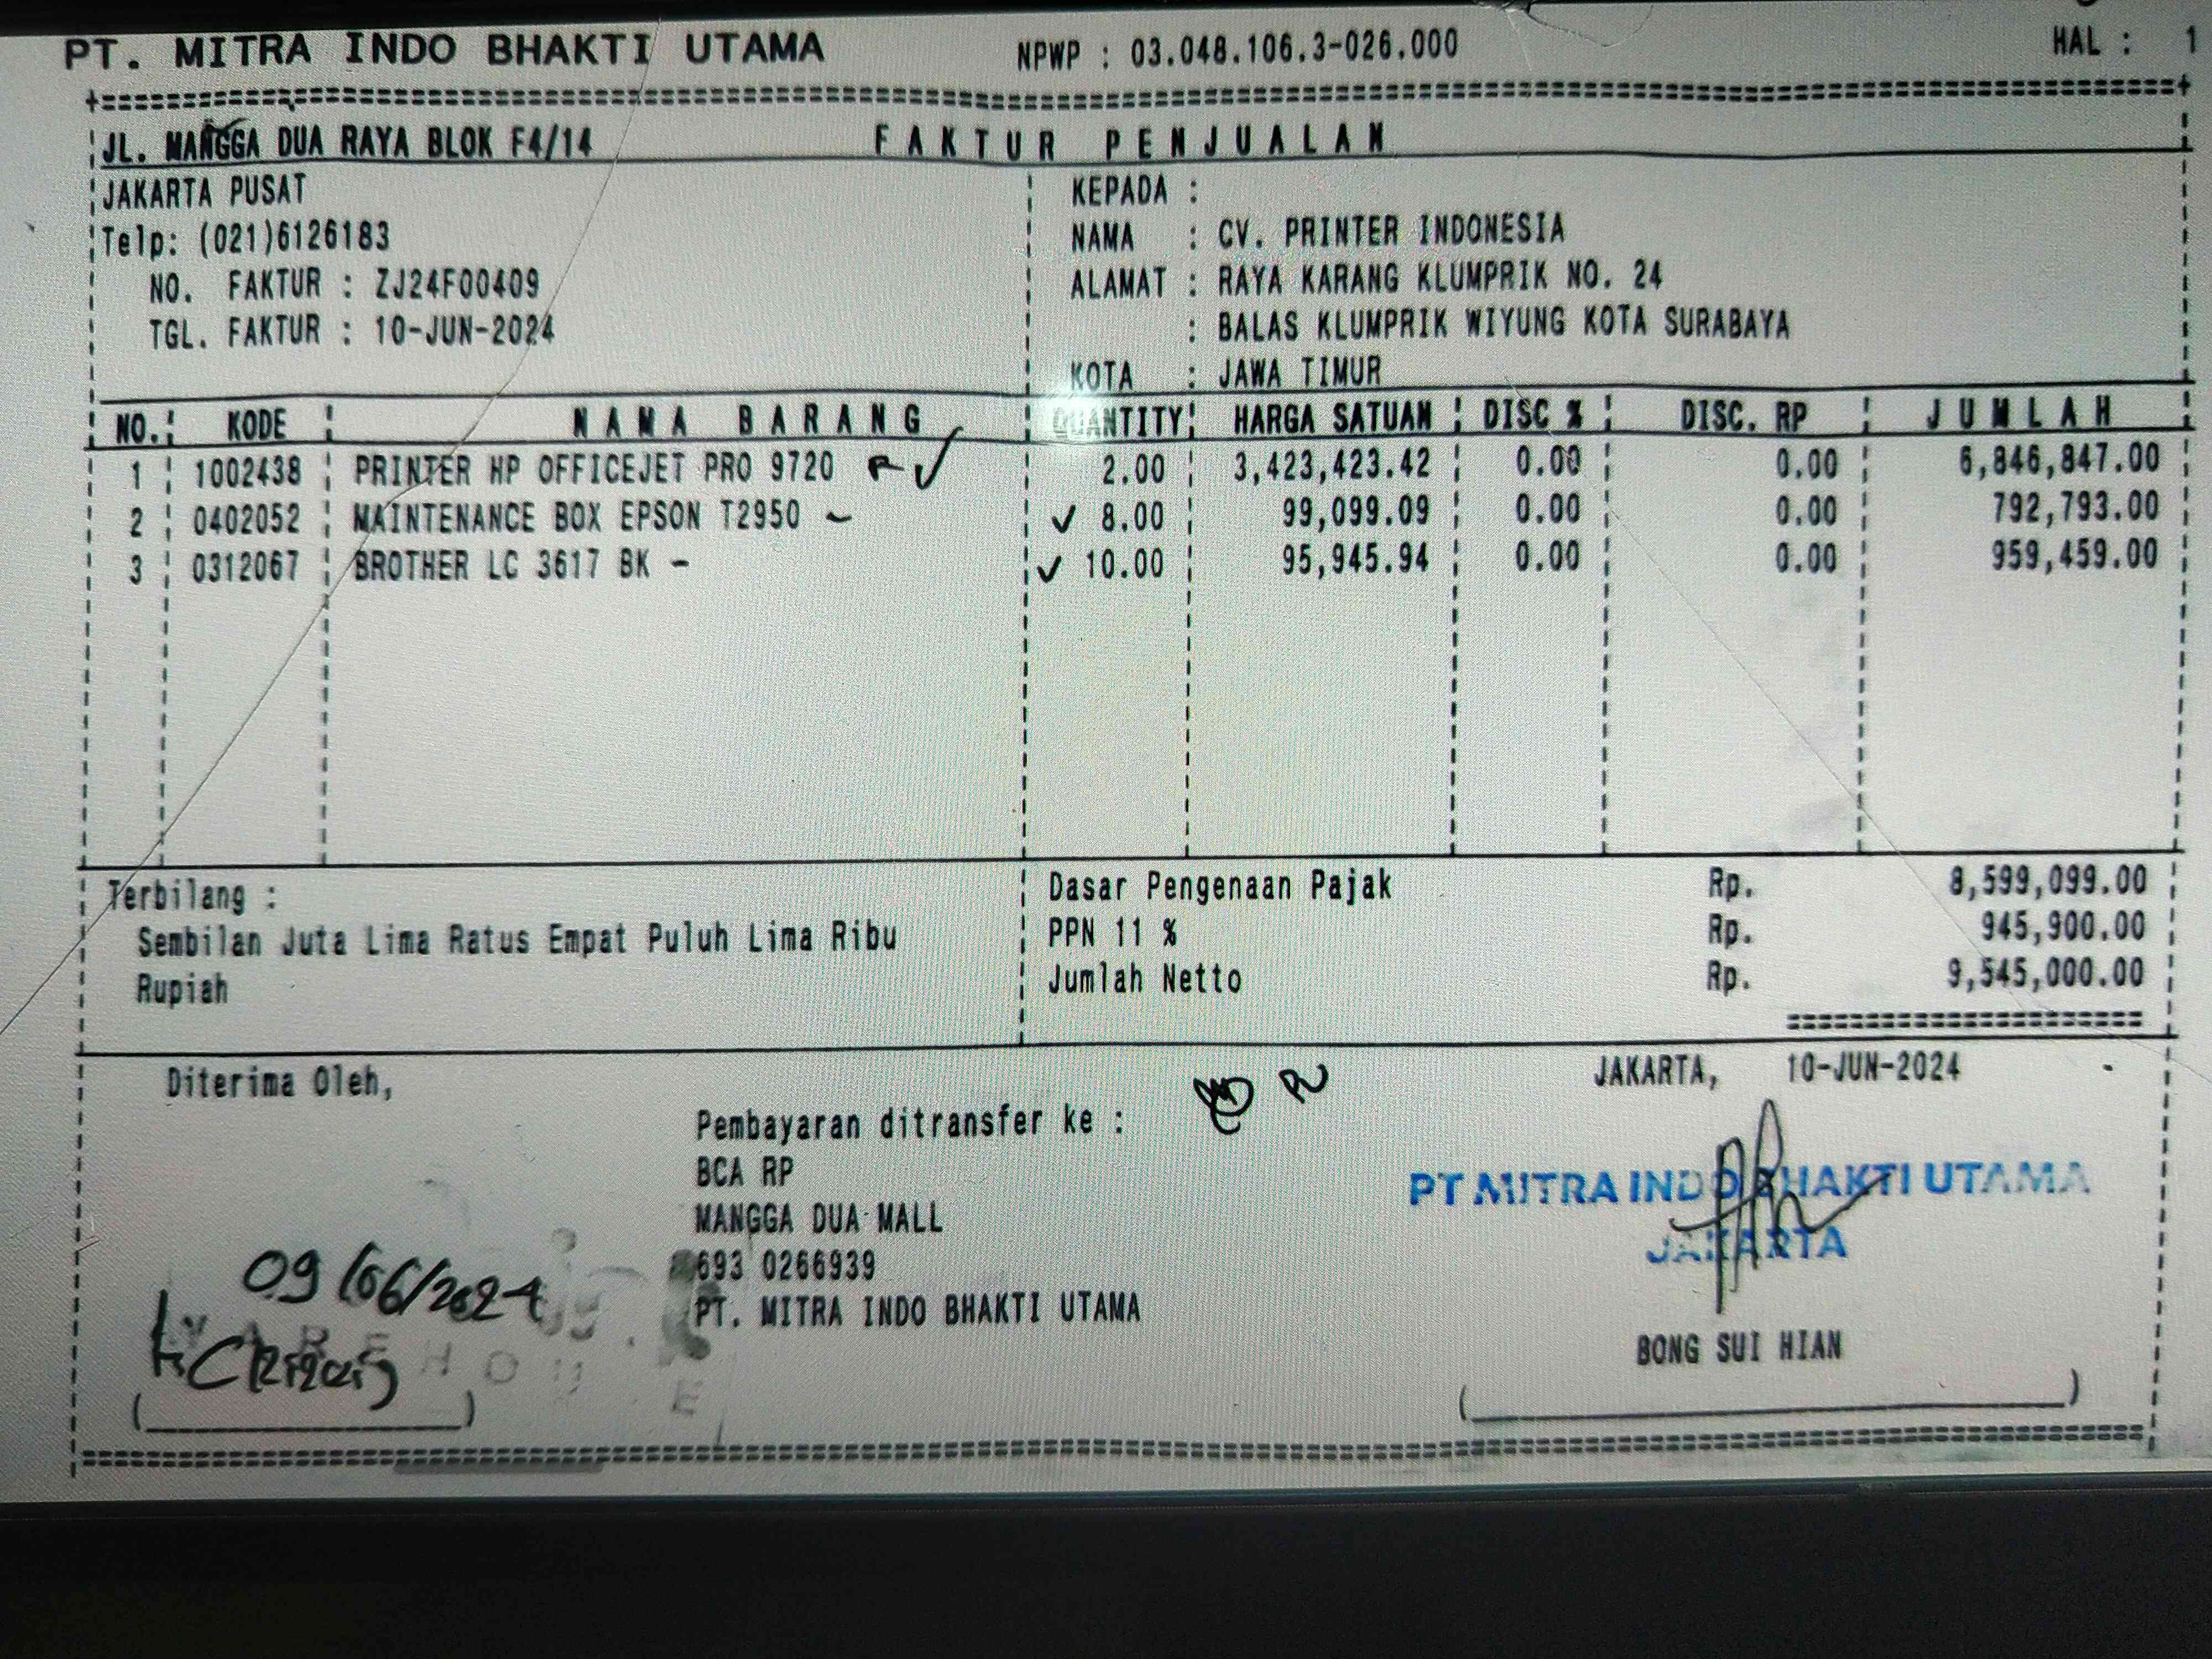 PT. MITRA INDO BHAKTI UTAMA NPWP : 03.048.106.3-026.000 HAL : 1
JL. MANGGA DUA RAYA BLOK F4/14 FAKTUR PENJUALAN
JAKARTA PUSAT
Telp: (021)6126183
NO. FAKTUR : ZJ24F00409
TGL. FAKTUR : 10-JUN-2024
KEPADA :
NAMA : CV. PRINTER INDONESIA
ALAMAT : RAYA KARANG KLUMPRIK NO. 24
: BALAS KLUMPRIK WIYUNG KOTA SURABAYA
KOTA : JAWA TIMUR
NO. KODE NAMA BARANG QUANTITY HARGA SATUAN DISC % DISC. RP JUMLAH
1 1002438 PRINTER HP OFFICEJET PRO 9720 2.00 3,423,423.42 0.00 0.00 6,846,847.00
2 0402052 MAINTENANCE BOX EPSON T2950 8.00 99,099.09 0.00 0.00 792,793.00
3 0312067 BROTHER LC 3617 BK - 10.00 95,945.94 0.00 0.00 959,459.00
Terbilang :
Sembilan Juta Lima Ratus Empat Puluh Lima Ribu
Rupiah
Dasar Pengenaan Pajak Rp. 8,599,099.00
PPN 11 % Rp. 945,900.00
Jumlah Netto Rp. 9,545,000.00
Diterima Oleh,
09/06/2024
Pembayaran ditransfer ke :
BCA RP
MANGGA DUA MALL
693 0266939
PT. MITRA INDO BHAKTI UTAMA
JAKARTA, 10-JUN-2024
PT MITRA INDO BHAKTI UTAMA
JAKARTA
BONG SUI HIAN